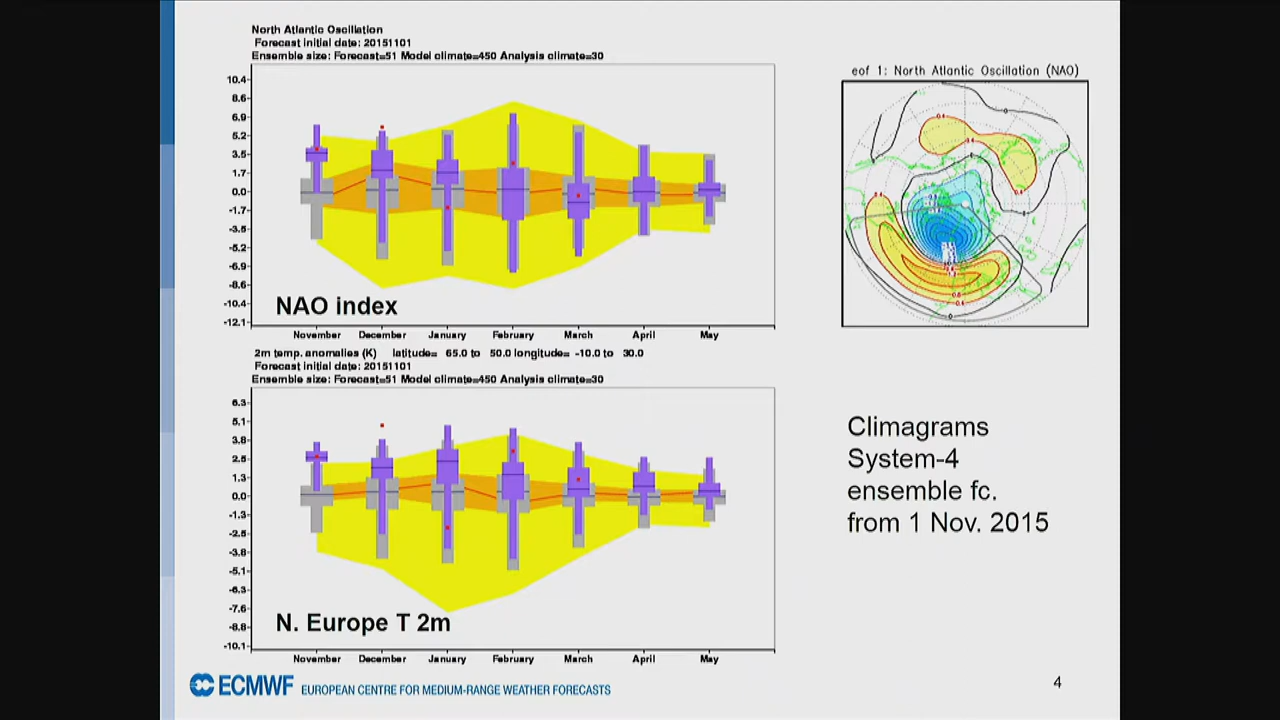 North Atlantic Oscillation
Forecast initial date: 20151101
Ensemble size: Forecast=51 Model climate=450 Analysis climate=30
10.4
8.6
6.9
5.2
3.5
1.7
0.0
-1.7
-3.5
-5.2
-6.9
-8.6
-10.4
-12.1
NAO index
November December January February March April May
eof 1: North Atlantic Oscillation (NAO)
2m temp. anomalies (K) latitude= 65.0 to 50.0 longitude= -10.0 to 30.0
Forecast initial date: 20151101
Ensemble size: Forecast=51 Model climate=450 Analysis climate=30
6.3
5.1
3.8
2.5
1.3
0.0
-1.3
-2.5
-3.8
-5.1
-6.3
-7.6
-8.8
-10.1
N. Europe T 2m
November December January February March April May
Climagrams
System-4
ensemble fc.
from 1 Nov. 2015
ECMWF EUROPEAN CENTRE FOR MEDIUM-RANGE WEATHER FORECASTS
4